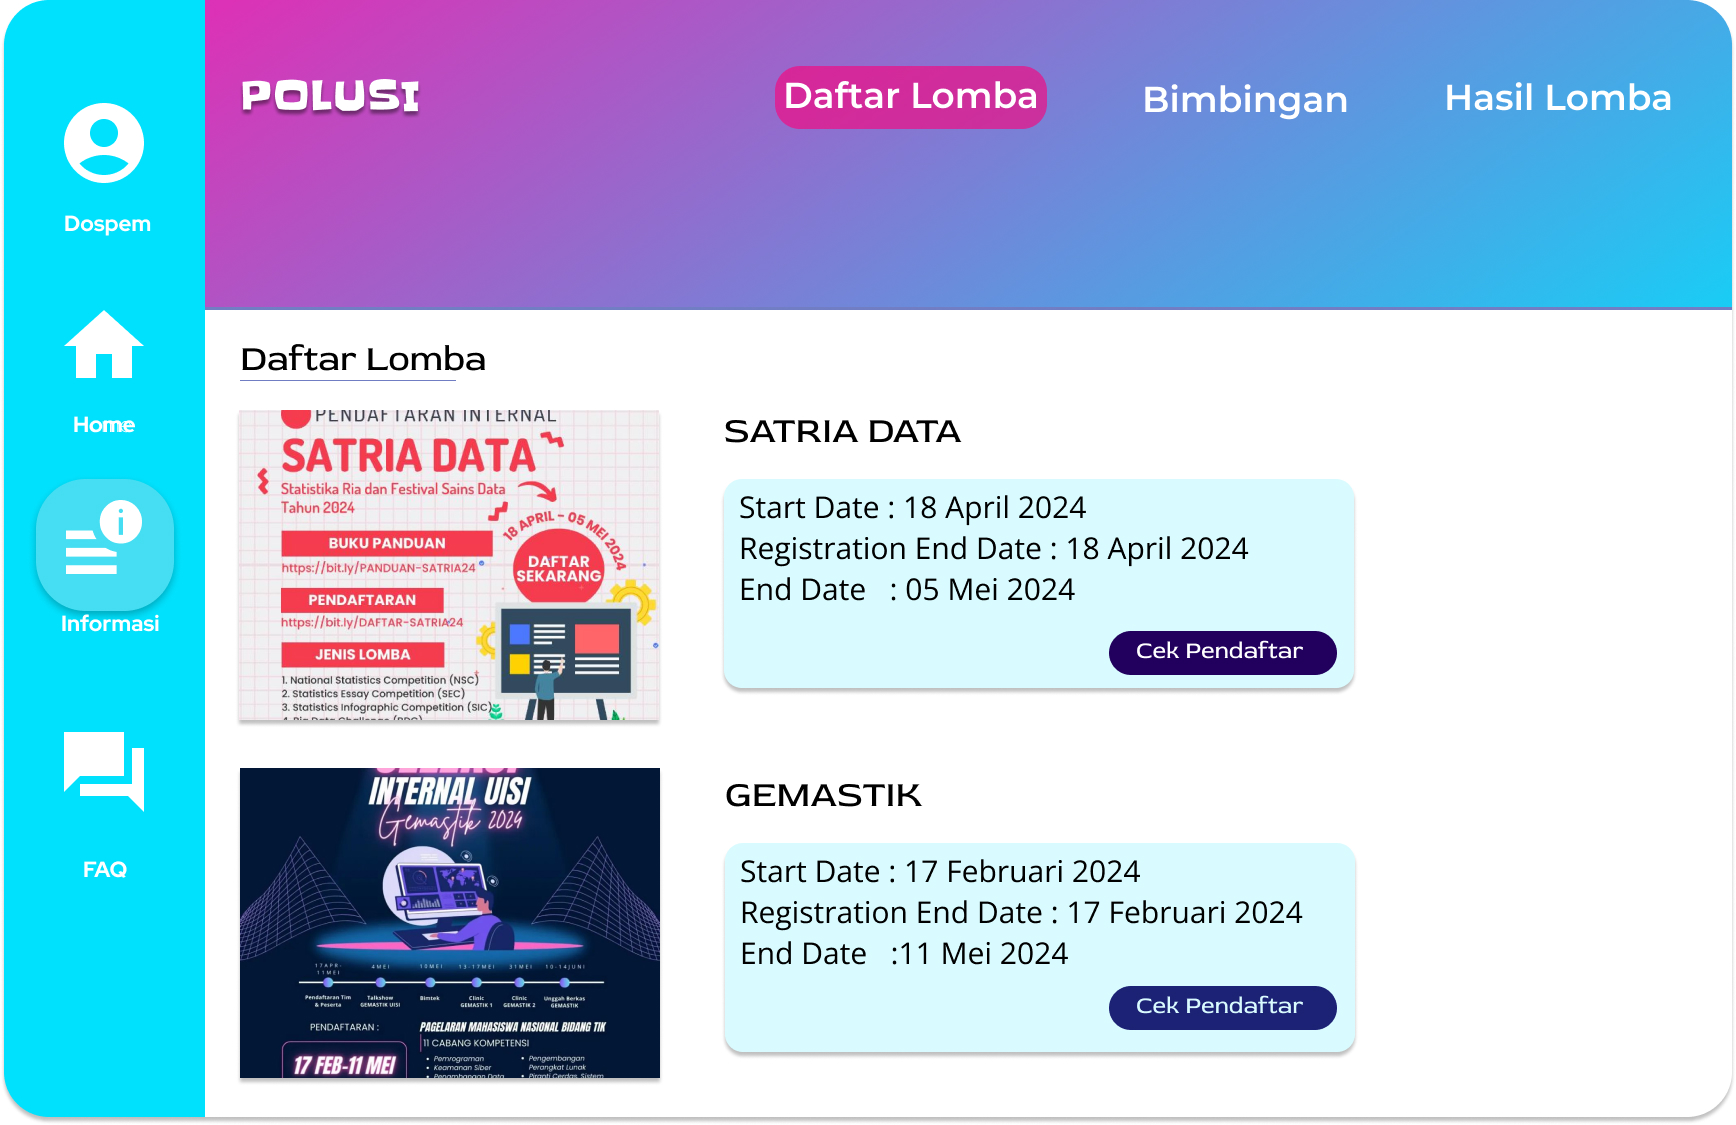 POLUSI
Daftar Lomba
Bimbingan
Hasil Lomba
Dospem
Home
Informasi
FAQ
Daftar Lomba
PENDAFTARAN INTERNAL
SATRIA DATA
Statistika Ria dan Festival Sains Data
Tahun 2024
BUKU PANDUAN
https://bit.ly/PANDUAN-SATRIA24
PENDAFTARAN
https://bit.ly/DAFTAR-SATRIA24
JENIS LOMBA
1. National Statistics Competition (NSC)
2. Statistics Essay Competition (SEC)
3. Statistics Infographic Competition (SIC)
4. Big Data Challenge (BDC)
18 APRIL - 05 MEI 2024
DAFTAR
SEKARANG
SATRIA DATA
Start Date : 18 April 2024
Registration End Date : 18 April 2024
End Date : 05 Mei 2024
Cek Pendaftar
SELEKSI
INTERNAL UISI
Gemastik 2024
17 APR-
11 MEI
4 MEI
10 MEI
13-17 MEI
31 MEI
10-14 JUNI
Pendaftaran Tim
& Peserta
Talkshow
GEMASTIK UISI
Bimtek
Clinic
GEMASTIK 1
Clinic
GEMASTIK 2
Unggah Berkas
GEMASTIK
PENDAFTARAN :
17 FEB-11 MEI
PAGELARAN MAHASISWA NASIONAL BIDANG TIK
11 CABANG KOMPETENSI
• Pemrograman
• Keamanan Siber
• Penambangan Data
• Pengembangan
Perangkat Lunak
• Piranti Cerdas, Sistem
GEMASTIK
Start Date : 17 Februari 2024
Registration End Date : 17 Februari 2024
End Date :11 Mei 2024
Cek Pendaftar